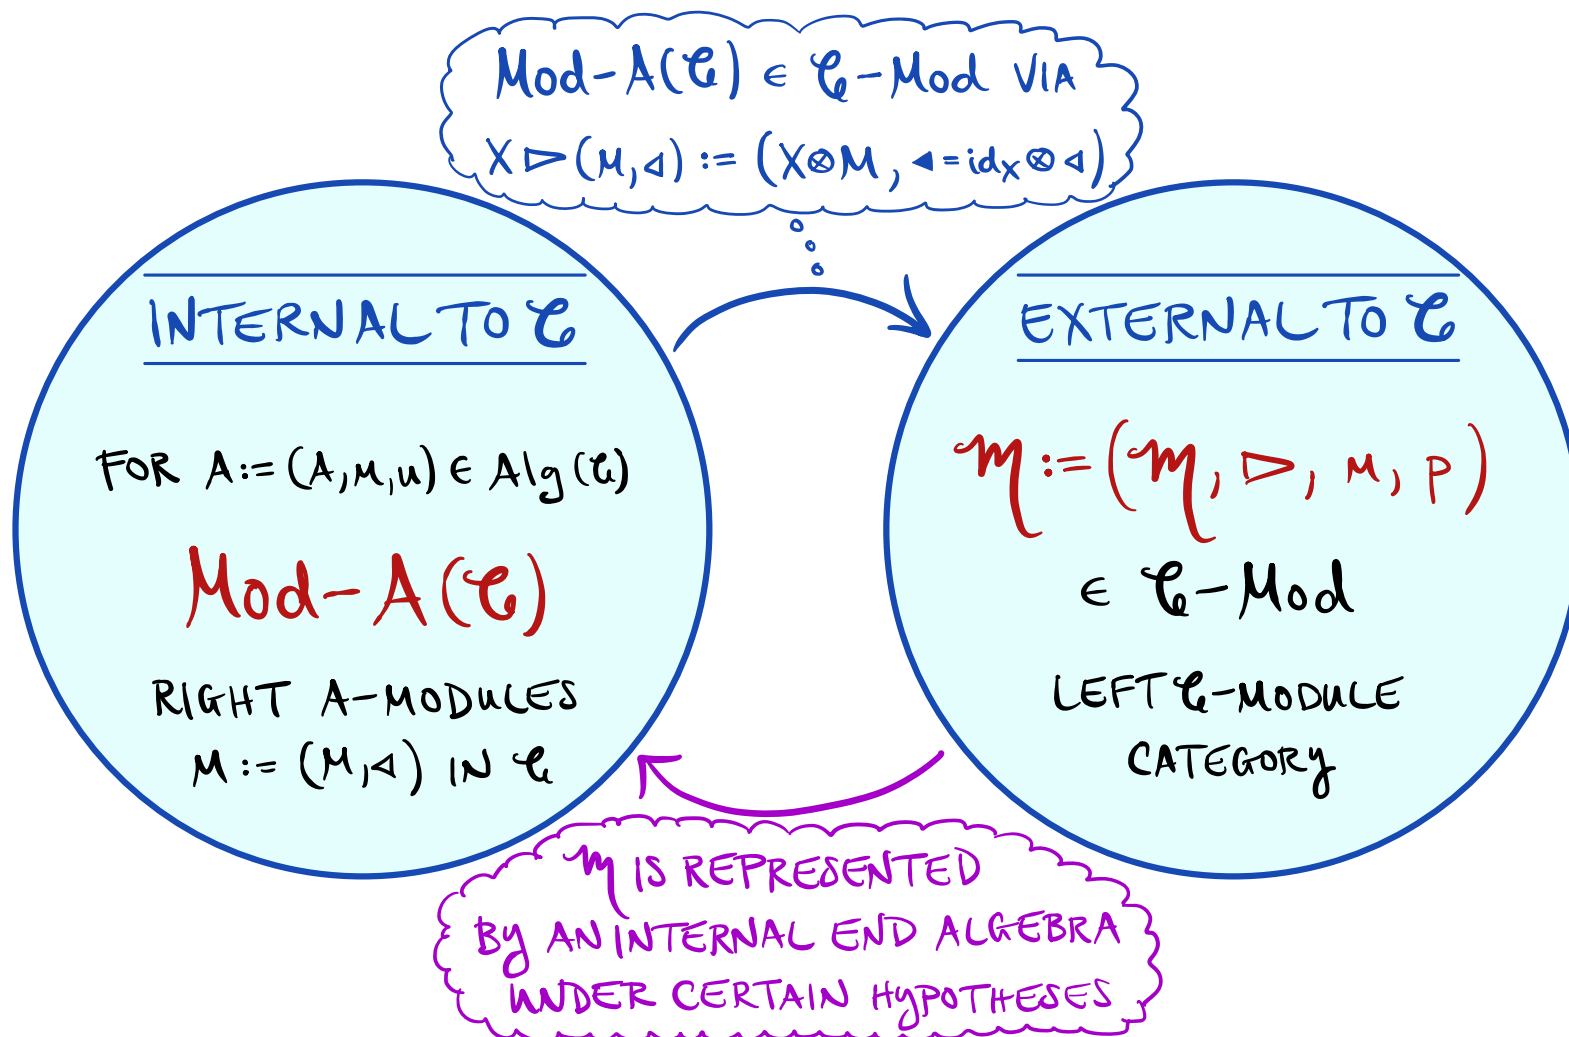 Mod-A(𝒞) ∈ 𝒞-Mod VIA
X ▷ (M,◁) := (X⊗M, ◀ = id_X ⊗ ◁)
INTERNAL TO 𝒞
FOR A := (A,m,u) ∈ Alg(𝒞)
Mod-A(𝒞)
RIGHT A-MODULES
M := (M,◁) IN 𝒞
EXTERNAL TO 𝒞
ℳ := (ℳ, ▷, m, p)
∈ 𝒞-Mod
LEFT 𝒞-MODULE
CATEGORY
ℳ IS REPRESENTED
BY AN INTERNAL END ALGEBRA
UNDER CERTAIN HYPOTHESES